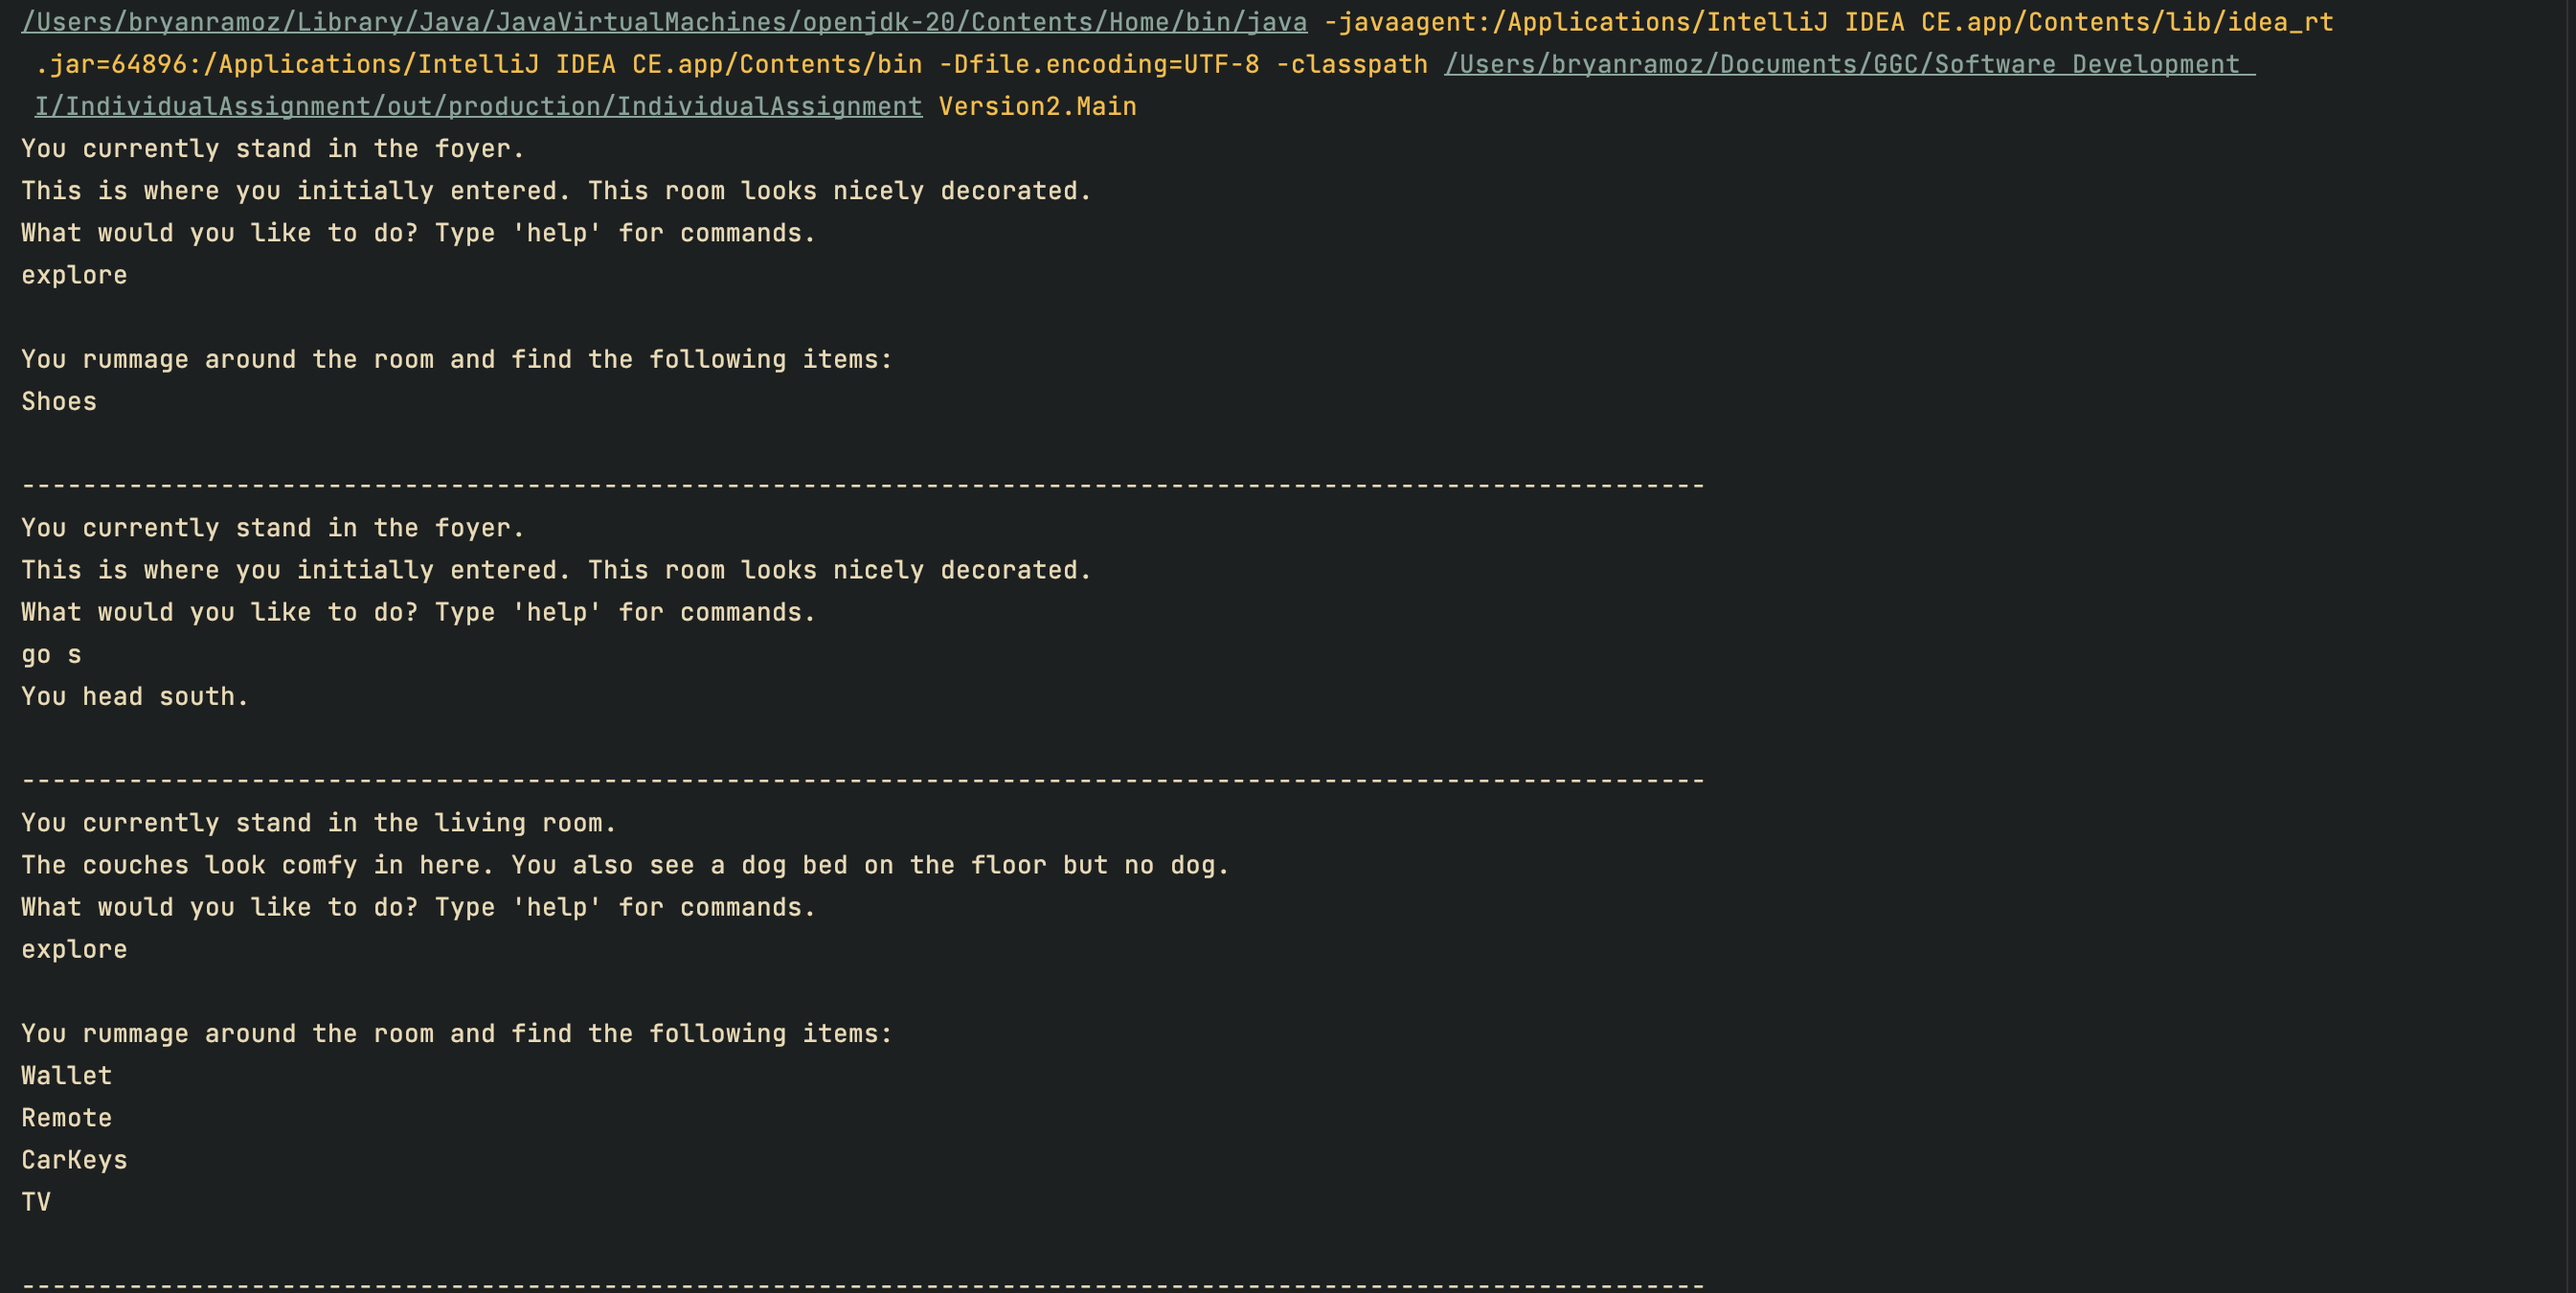 /Users/bryanramoz/Library/Java/JavaVirtualMachines/openjdk-20/Contents/Home/bin/java -javaagent:/Applications/IntelliJ IDEA CE.app/Contents/lib/idea_rt
.jar=64896:/Applications/IntelliJ IDEA CE.app/Contents/bin -Dfile.encoding=UTF-8 -classpath /Users/bryanramoz/Documents/GGC/Software Development
I/IndividualAssignment/out/production/IndividualAssignment Version2.Main
You currently stand in the foyer.
This is where you initially entered. This room looks nicely decorated.
What would you like to do? Type 'help' for commands.
explore
You rummage around the room and find the following items:
Shoes
--------------------------------------------------------------------------------------------------------------
You currently stand in the foyer.
This is where you initially entered. This room looks nicely decorated.
What would you like to do? Type 'help' for commands.
go s
You head south.
--------------------------------------------------------------------------------------------------------------
You currently stand in the living room.
The couches look comfy in here. You also see a dog bed on the floor but no dog.
What would you like to do? Type 'help' for commands.
explore
You rummage around the room and find the following items:
Wallet
Remote
CarKeys
TV
--------------------------------------------------------------------------------------------------------------